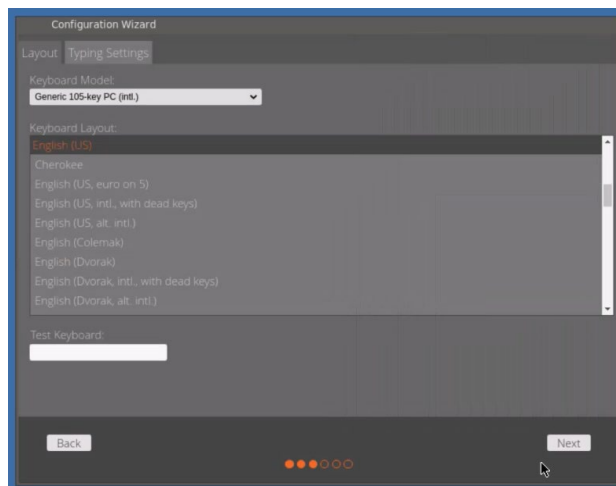 Configuration Wizard
Layout Typing Settings
Keyboard Model:
Generic 105-key PC (intl.)
Keyboard Layout:
English (US)
Cherokee
English (US, euro on 5)
English (US, intl., with dead keys)
English (US, alt. intl.)
English (Colemak)
English (Dvorak)
English (Dvorak, intl., with dead keys)
English (Dvorak, alt. intl.)
Test Keyboard:
Back Next